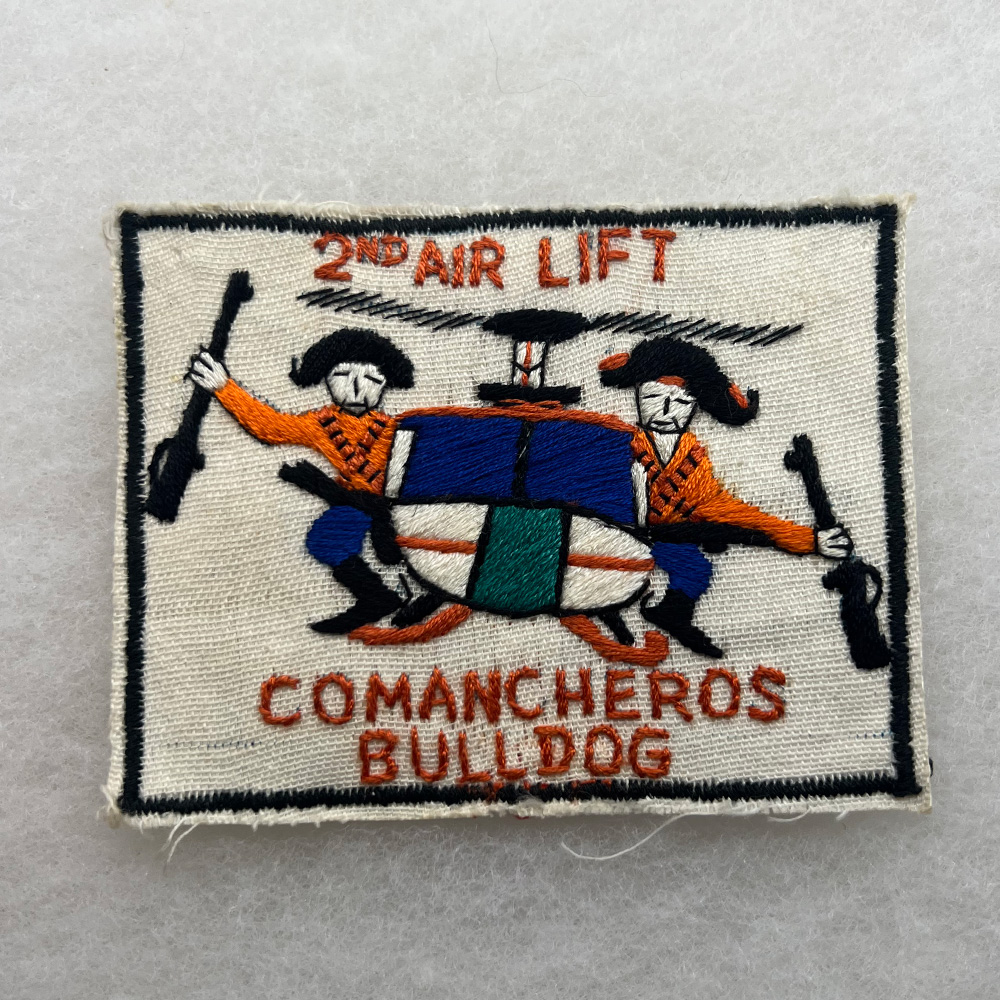 2ND AIR LIFT
COMANCHEROS
BULLDOG